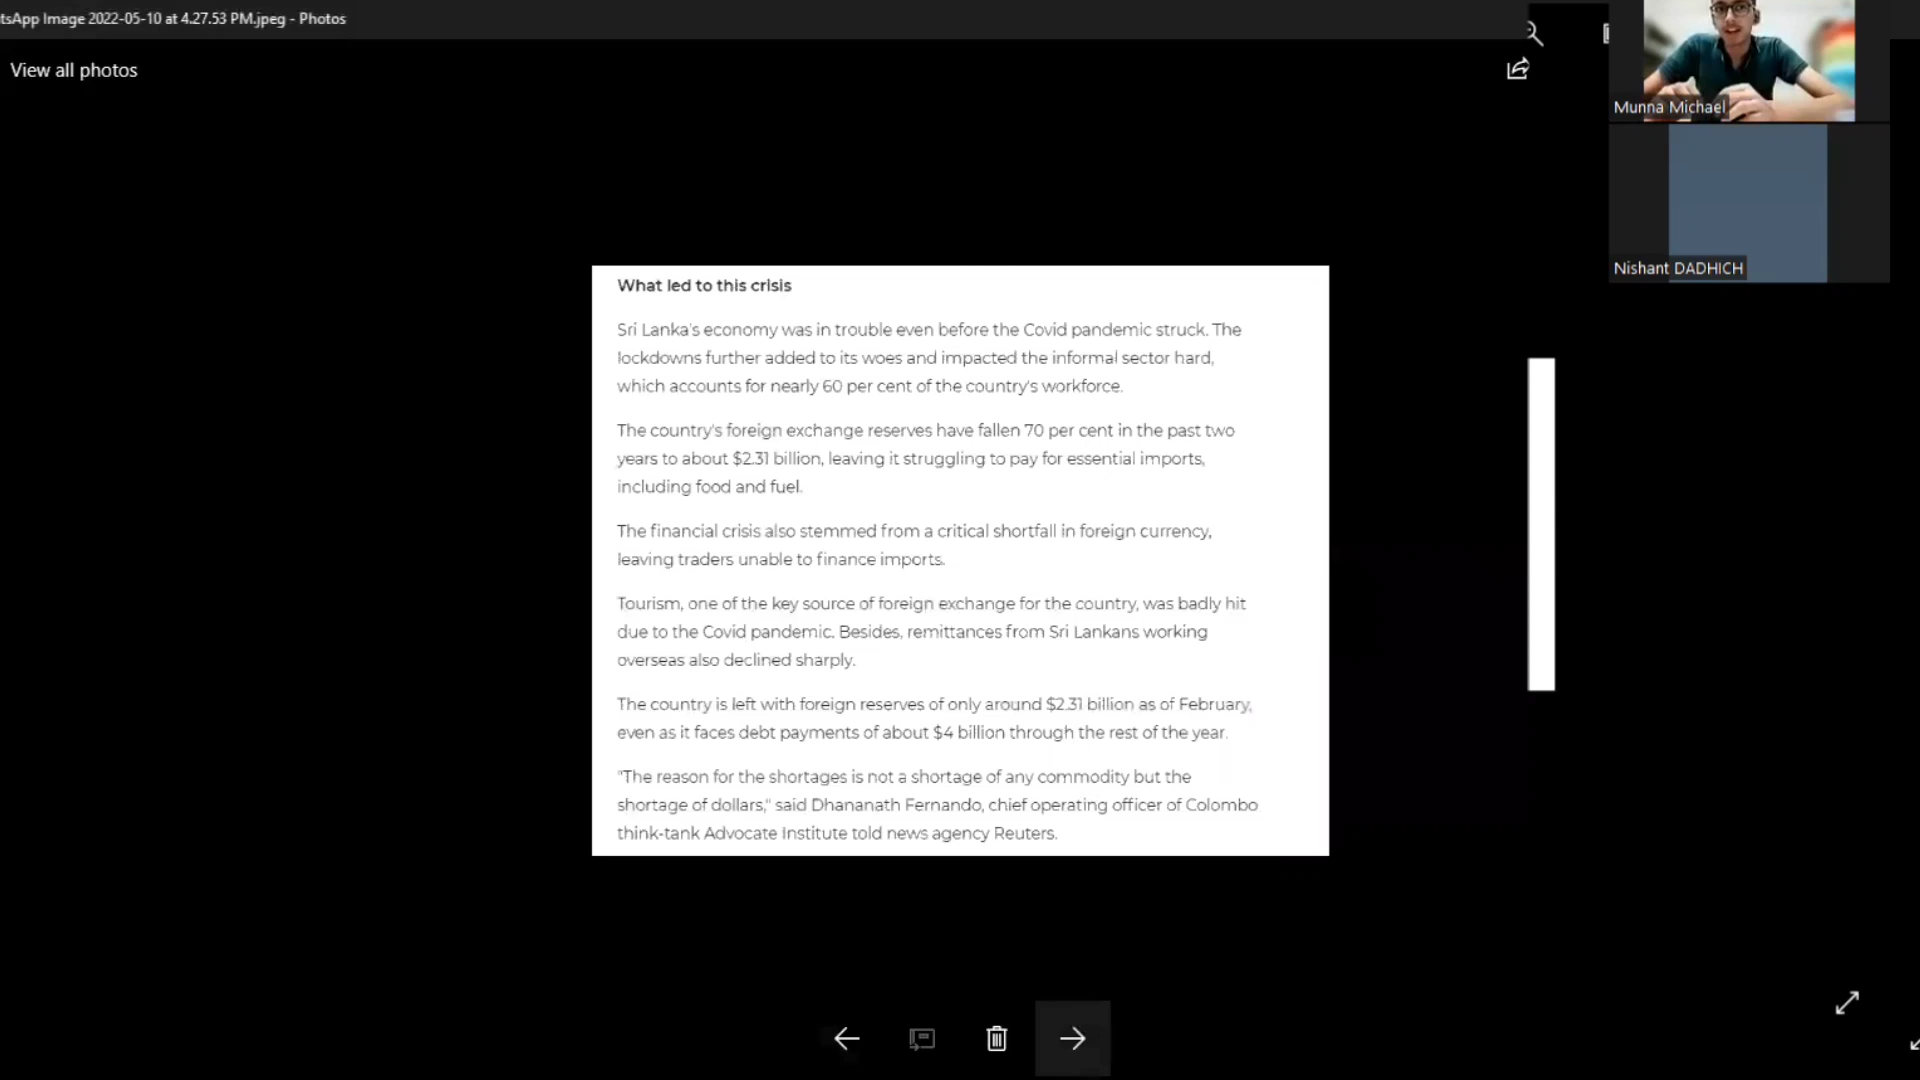 tsApp Image 2022-05-10 at 4.27.53 PM.jpeg - Photos
View all photos
Munna Michael
Nishant DADHICH
What led to this crisis
Sri Lanka's economy was in trouble even before the Covid pandemic struck. The
lockdowns further added to its woes and impacted the informal sector hard,
which accounts for nearly 60 per cent of the country's workforce.
The country's foreign exchange reserves have fallen 70 per cent in the past two
years to about $2.31 billion, leaving it struggling to pay for essential imports,
including food and fuel.
The financial crisis also stemmed from a critical shortfall in foreign currency,
leaving traders unable to finance imports.
Tourism, one of the key source of foreign exchange for the country, was badly hit
due to the Covid pandemic. Besides, remittances from Sri Lankans working
overseas also declined sharply.
The country is left with foreign reserves of only around $2.31 billion as of February,
even as it faces debt payments of about $4 billion through the rest of the year.
"The reason for the shortages is not a shortage of any commodity but the
shortage of dollars," said Dhananath Fernando, chief operating officer of Colombo
think-tank Advocate Institute told news agency Reuters.